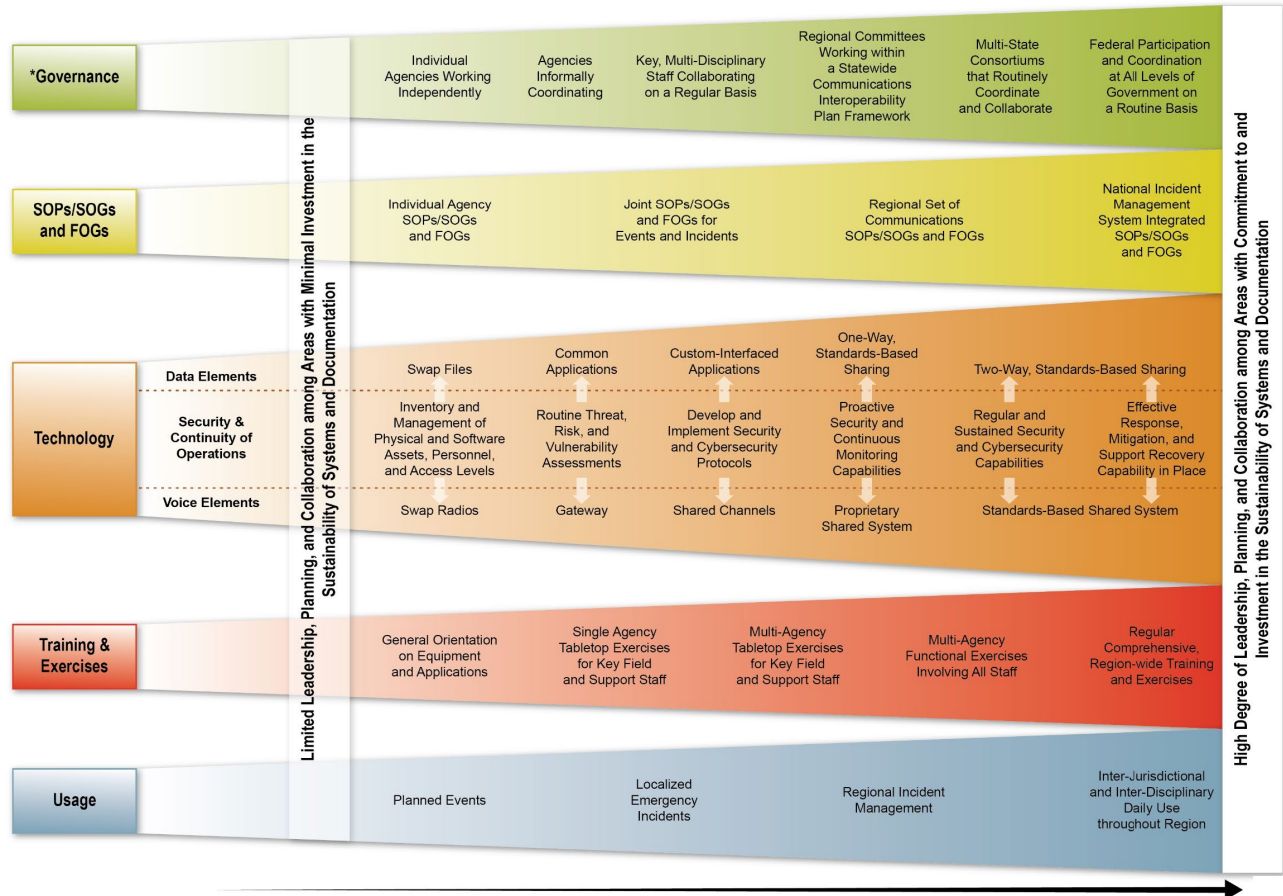 *Governance
Individual
Agencies Working
Independently
Agencies
Informally
Coordinating
Key, Multi-Disciplinary
Staff Collaborating
on a Regular Basis
Regional Committees
Working within
a Statewide
Communications
Interoperability
Plan Framework
Multi-State
Consortiums
that Routinely
Coordinate
and Collaborate
Federal Participation
and Coordination
at All Levels of
Government on
a Routine Basis
SOPs/SOGs
and FOGs
Individual Agency
SOPs/SOGs
and FOGs
Joint SOPs/SOGs
and FOGs for
Events and Incidents
Regional Set of
Communications
SOPs/SOGs and FOGs
National Incident
Management
System Integrated
SOPs/SOGs
and FOGs
Technology
Data Elements
Swap Files
Common
Applications
Custom-Interfaced
Applications
One-Way,
Standards-Based
Sharing
Two-Way, Standards-Based Sharing
Security &
Continuity of
Operations
Inventory and
Management of
Physical and Software
Assets, Personnel,
and Access Levels
Routine Threat,
Risk, and
Vulnerability
Assessments
Develop and
Implement Security
and Cybersecurity
Protocols
Proactive
Security and
Continuous
Monitoring
Capabilities
Regular and
Sustained Security
and Cybersecurity
Capabilities
Effective
Response,
Mitigation, and
Support Recovery
Capability in Place
Voice Elements
Swap Radios
Gateway
Shared Channels
Proprietary
Shared System
Standards-Based Shared System
Training &
Exercises
General Orientation
on Equipment
and Applications
Single Agency
Tabletop Exercises
for Key Field
and Support Staff
Multi-Agency
Tabletop Exercises
for Key Field
and Support Staff
Multi-Agency
Functional Exercises
Involving All Staff
Regular
Comprehensive,
Region-wide Training
and Exercises
Usage
Planned Events
Localized
Emergency
Incidents
Regional Incident
Management
Inter-Jurisdictional
and Inter-Disciplinary
Daily Use
throughout Region
Limited Leadership, Planning, and Collaboration among Areas with Minimal Investment in the
Sustainability of Systems and Documentation
High Degree of Leadership, Planning, and Collaboration among Areas with Commitment to and
Investment in the Sustainability of Systems and Documentation